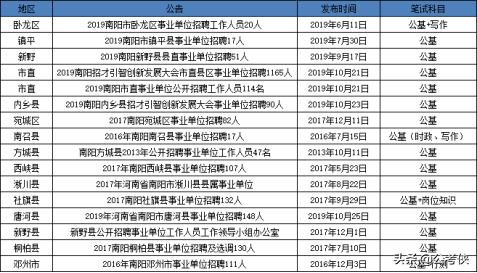 地区 公告 发布时间 笔试科目
卧龙区 2019南阳市卧龙区事业单位招聘工作人员20人 2019年6月11日 公基+写作
镇平 2019南阳市镇平县事业单位招聘17人 2019年7月30日 公基
新野 2019南阳新野县县直事业单位招聘51人 2019年9月17日 公基
市直 2019南阳招才引智创新发展大会市直县区事业单位招聘1165人 2019年10月21日 公基
市直 2019南阳市直事业单位公开招聘工作人员114名 2019年10月21日 公基
内乡县 2019南阳内乡县招才引智创新发展大会事业单位招聘90人 2019年10月23日 公基
宛城区 2017南阳宛城区事业单位招聘82人 2017年12月11日 公基
南召县 2016年南阳南召县事业单位招聘17人 2016年7月15日 公基（时政、写作）
方城县 南阳方城县2013年公开招聘事业单位工作人员47名 2013年10月11日 公基
西峡县 2017年南阳西峡县事业单位招聘107人 2017年5月23日 公基
淅川县 2017年河南省南阳市淅川县县属事业单位 2017年8月22日 公基
社旗县 2017南阳社旗县事业单位招聘132人 2017年9月29日 公基+岗位知识
唐河县 2019年河南省南阳市唐河县事业单位招聘148人 2019年10月25日 公基
新野县 新野县公开招聘事业单位工作人员工作领导小组办公室 2017年12月1日 公基
桐柏县 2017南阳桐柏县事业单位招聘及选调130人 2017年7月10日 公基
邓州市 2016年南阳邓州市事业单位招聘111人 2016年12月3日 公基+行测